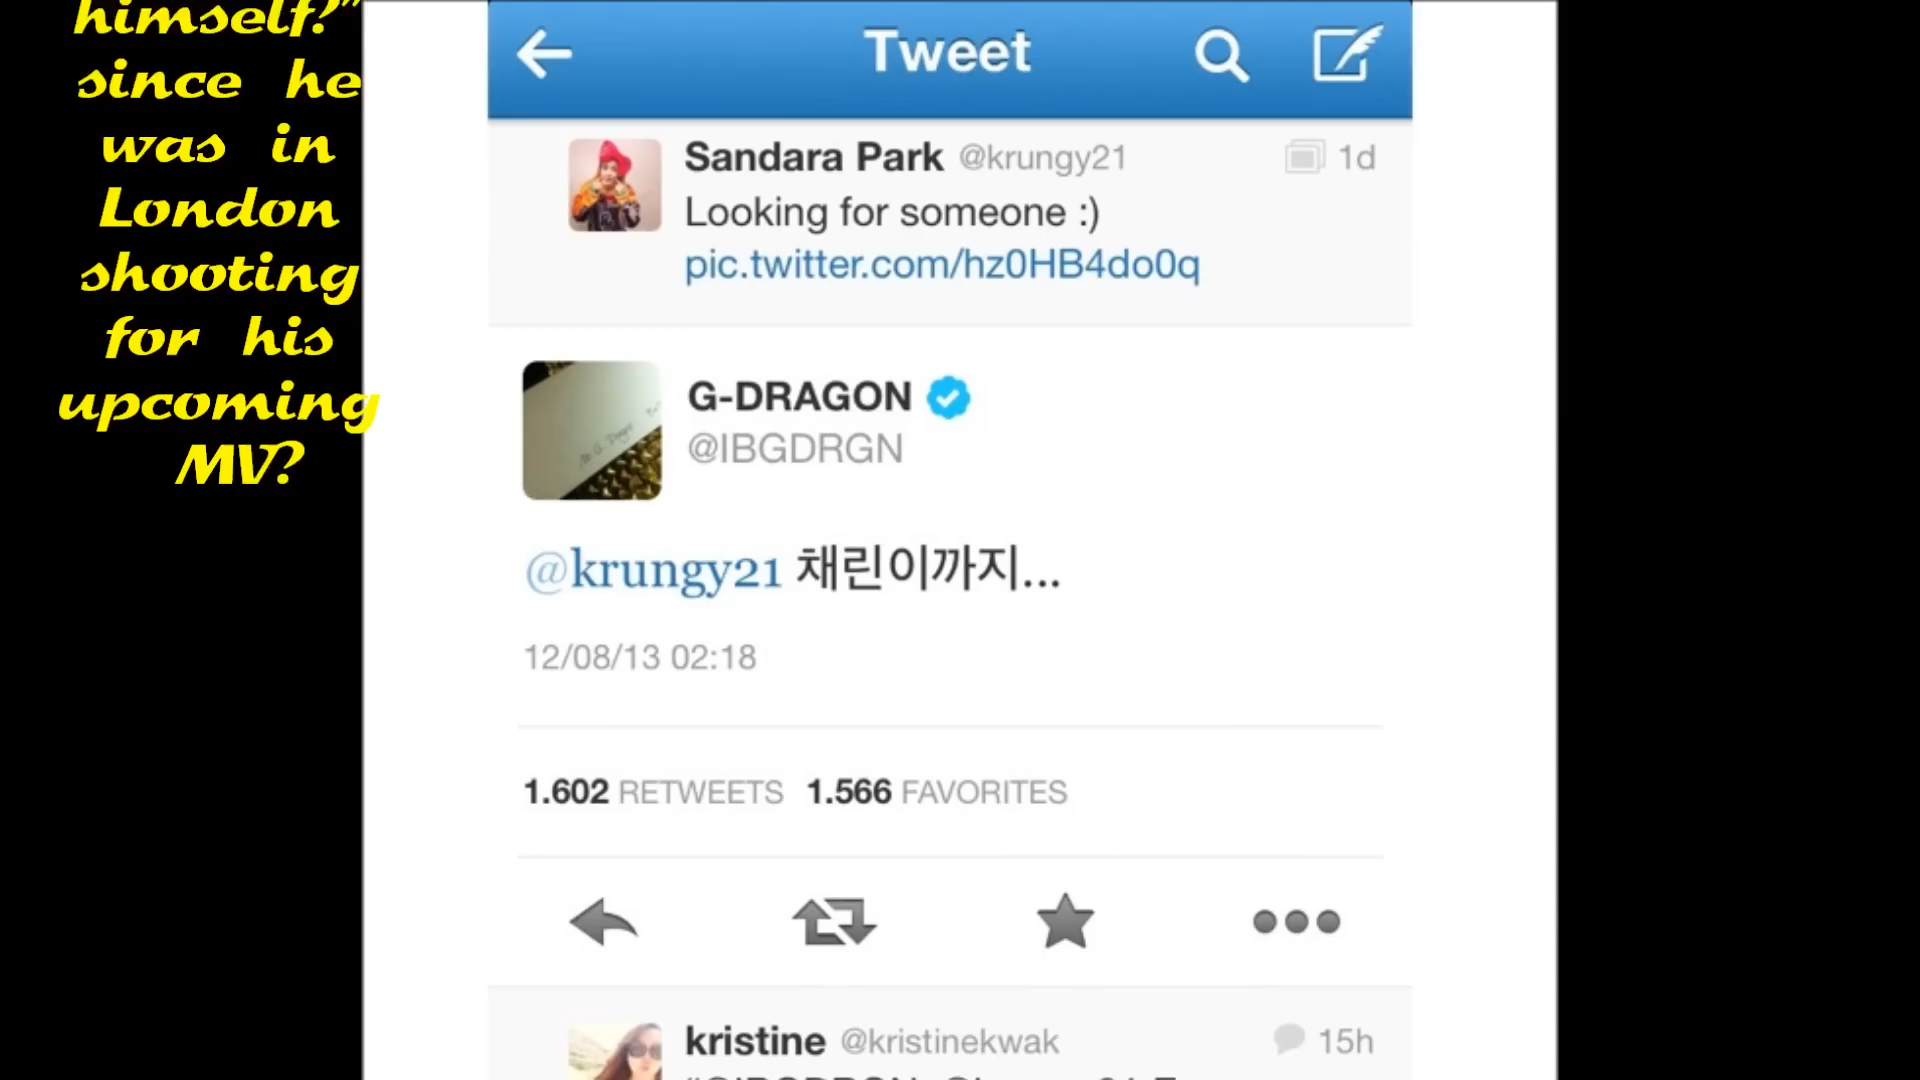 himself?"
since he
was in
London
shooting
for his
upcoming
MV?
Tweet
Sandara Park @krungy21 1d
Looking for someone :)
pic.twitter.com/hz0HB4do0q
G-DRAGON
@IBGDRGN
@krungy21 채린이까지...
12/08/13 02:18
1.602 RETWEETS 1.566 FAVORITES
kristine @kristinekwak 15h